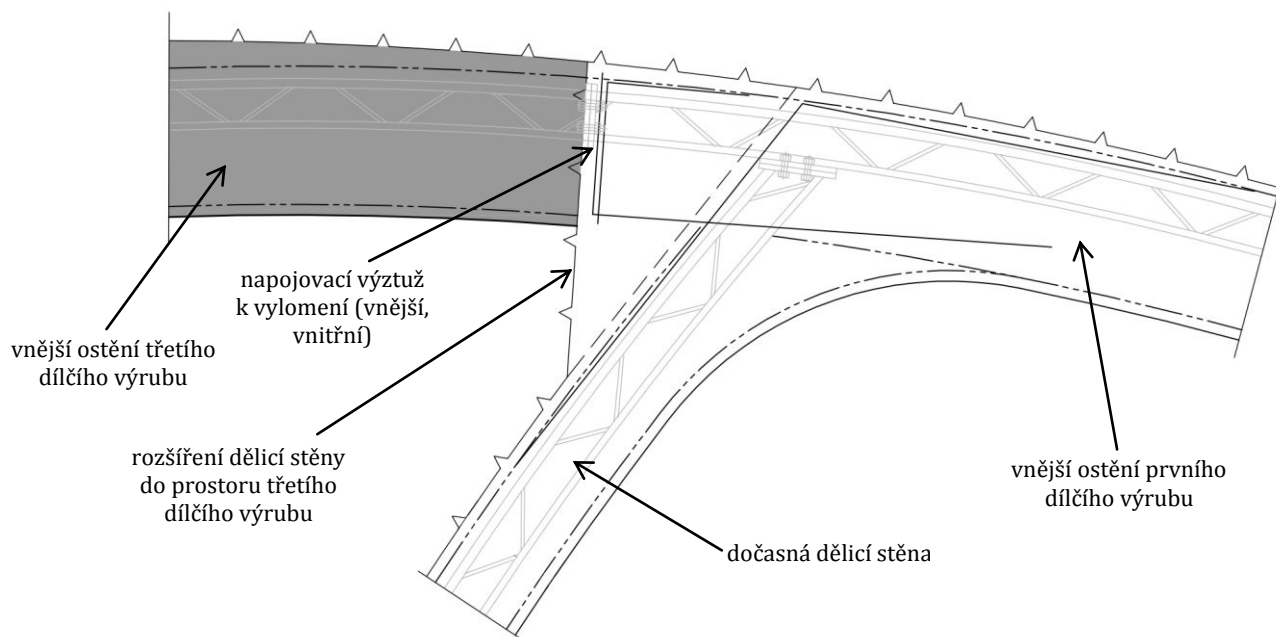 napojovací výztuž
k vylomení (vnější,
vnitřní)
vnější ostění třetího
dílčího výrubu
rozšíření dělicí stěny
do prostoru třetího
dílčího výrubu
vnější ostění prvního
dílčího výrubu
dočasná dělicí stěna